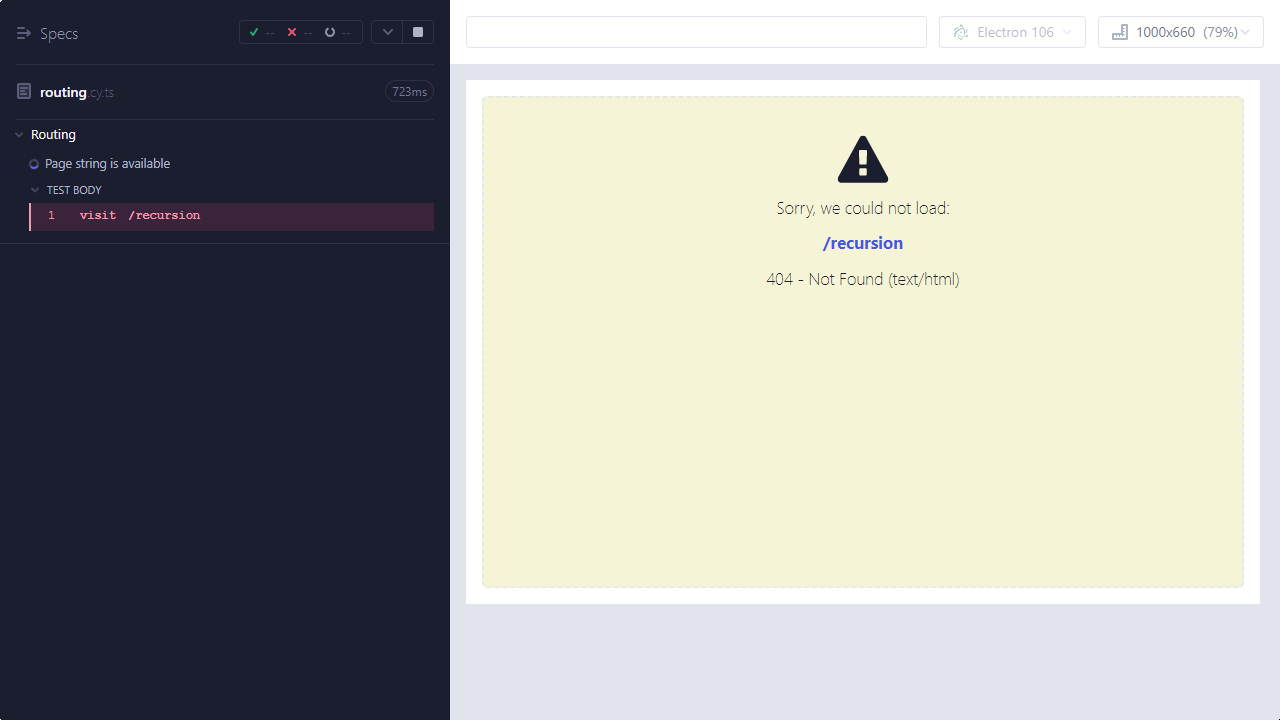 Specs
-- -- --
routing.cy.ts
723ms
Routing
Page string is available
TEST BODY
1 visit /recursion
Electron 106
1000x660 (79%)
Sorry, we could not load:
/recursion
404 - Not Found (text/html)